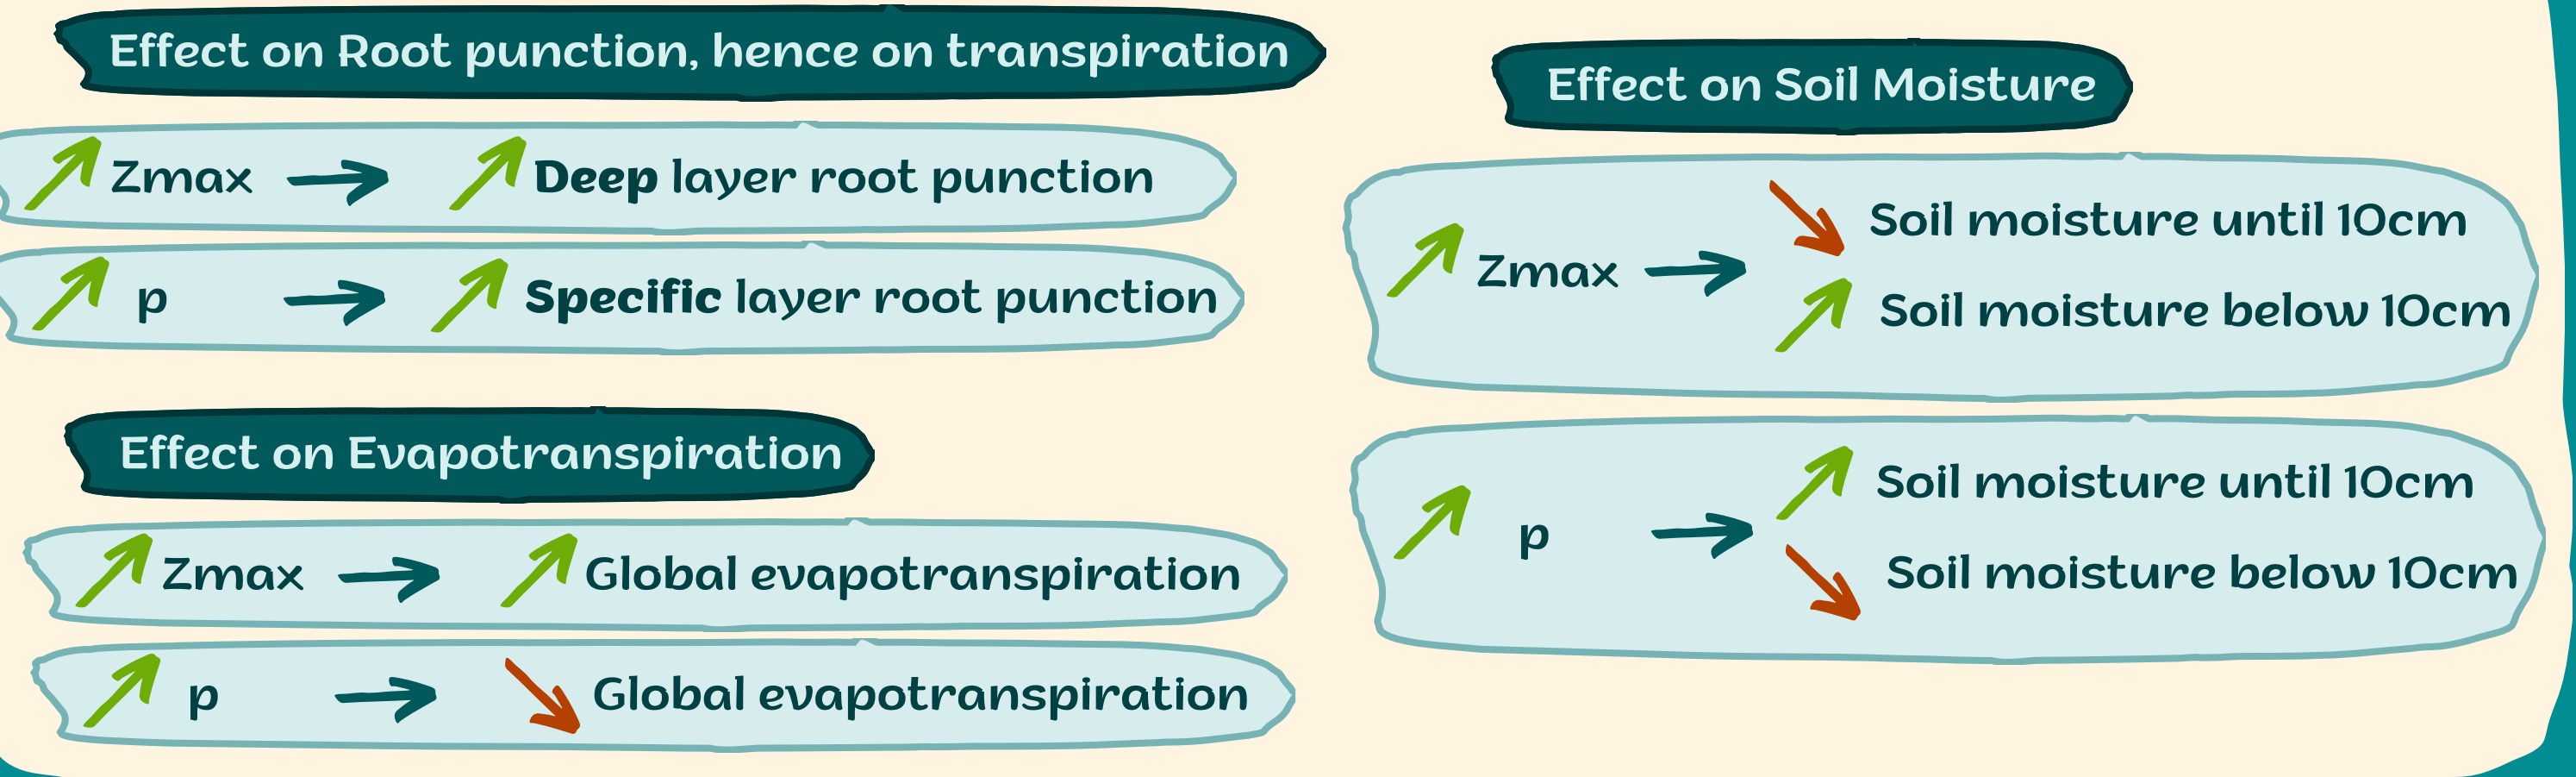 Effect on Root punction, hence on transpiration
Zmax
Deep layer root punction
p
Specific layer root punction
Effect on Evapotranspiration
Zmax
Global evapotranspiration
p
Global evapotranspiration
Effect on Soil Moisture
Zmax
Soil moisture until 10cm
Soil moisture below 10cm
p
Soil moisture until 10cm
Soil moisture below 10cm